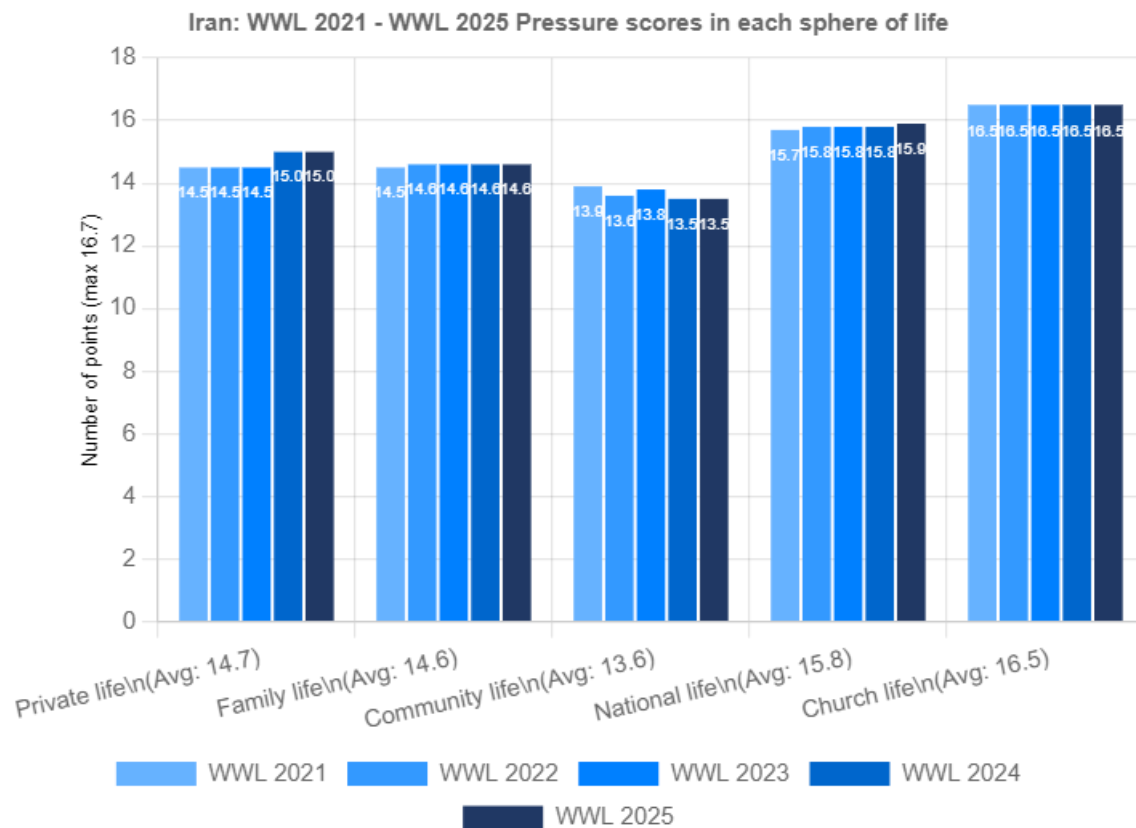 Iran: WWL 2021 - WWL 2025 Pressure scores in each sphere of life
Number of points (max 16.7)
18
16
14
12
10
8
6
4
2
0
14.5 14.5 14.5 15.0 15.0
14.5 14.6 14.6 14.6 14.6
13.9 13.6 13.8 13.5 13.5
15.7 15.8 15.8 15.8 15.9
16.5 16.5 16.5 16.5 16.5
Private life\n(Avg: 14.7)
Family life\n(Avg: 14.6)
Community life\n(Avg: 13.6)
National life\n(Avg: 15.8)
Church life\n(Avg: 16.5)
WWL 2021 WWL 2022 WWL 2023 WWL 2024
WWL 2025